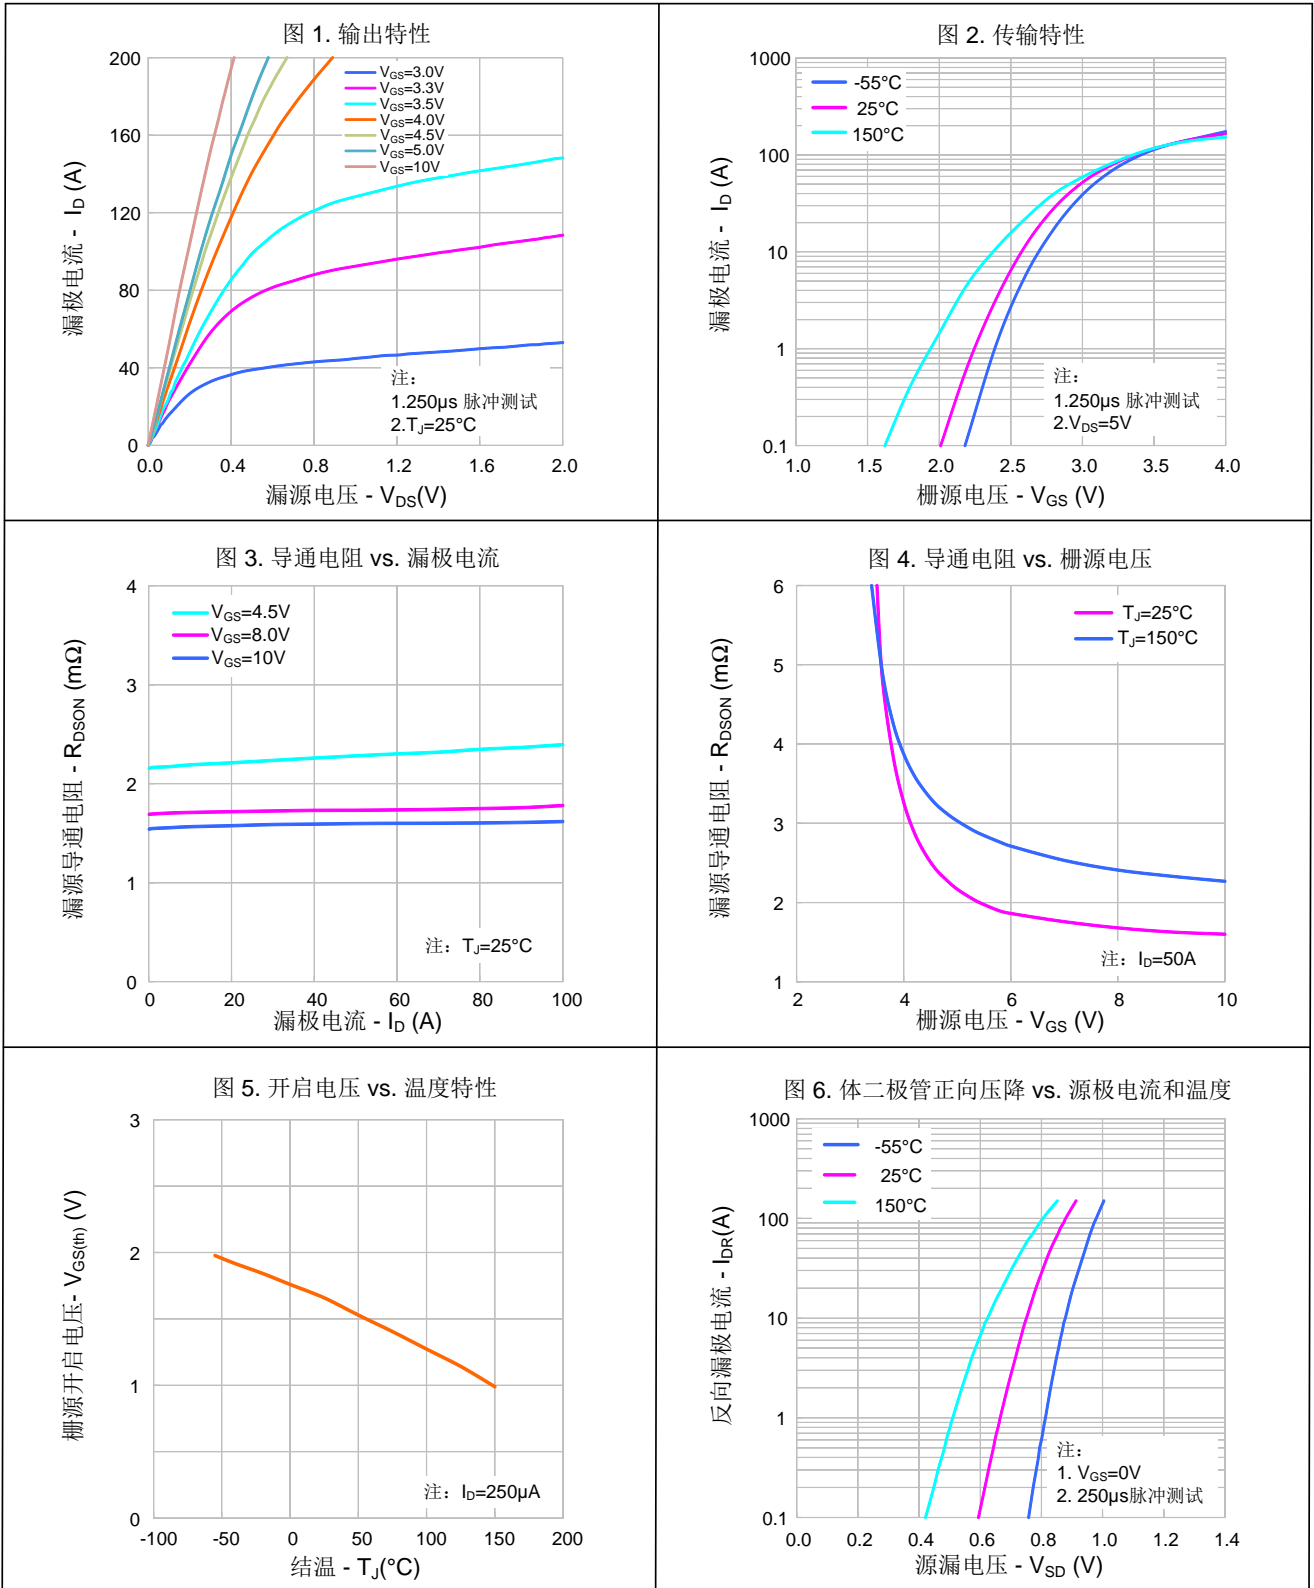 图 1. 输出特性
漏极电流 - ID (A)
200
160
120
80
40
0
VGS=3.0V
VGS=3.3V
VGS=3.5V
VGS=4.0V
VGS=4.5V
VGS=5.0V
VGS=10V
注:
1.250µs 脉冲测试
2.TJ=25°C
0.0 0.4 0.8 1.2 1.6 2.0
漏源电压 - VDS(V)
图 2. 传输特性
漏极电流 - ID (A)
1000
100
10
1
0.1
-55°C
25°C
150°C
注:
1.250µs 脉冲测试
2.VDS=5V
1.0 1.5 2.0 2.5 3.0 3.5 4.0
栅源电压 - VGS (V)
图 3. 导通电阻 vs. 漏极电流
漏源导通电阻 - RDSON (mΩ)
4
3
2
1
0
VGS=4.5V
VGS=8.0V
VGS=10V
注: TJ=25°C
0 20 40 60 80 100
漏极电流 - ID (A)
图 4. 导通电阻 vs. 栅源电压
漏源导通电阻 - RDSON (mΩ)
6
5
4
3
2
1
TJ=25°C
TJ=150°C
注: ID=50A
2 4 6 8 10
栅源电压 - VGS (V)
图 5. 开启电压 vs. 温度特性
栅源开启电压- VGS(th) (V)
3
2
1
0
注: ID=250µA
-100 -50 0 50 100 150 200
结温 - TJ(°C)
图 6. 体二极管正向压降 vs. 源极电流和温度
反向漏极电流 - IDR(A)
1000
100
10
1
0.1
-55°C
25°C
150°C
注:
1. VGS=0V
2. 250µs脉冲测试
0.0 0.2 0.4 0.6 0.8 1.0 1.2 1.4
源漏电压 - VSD (V)